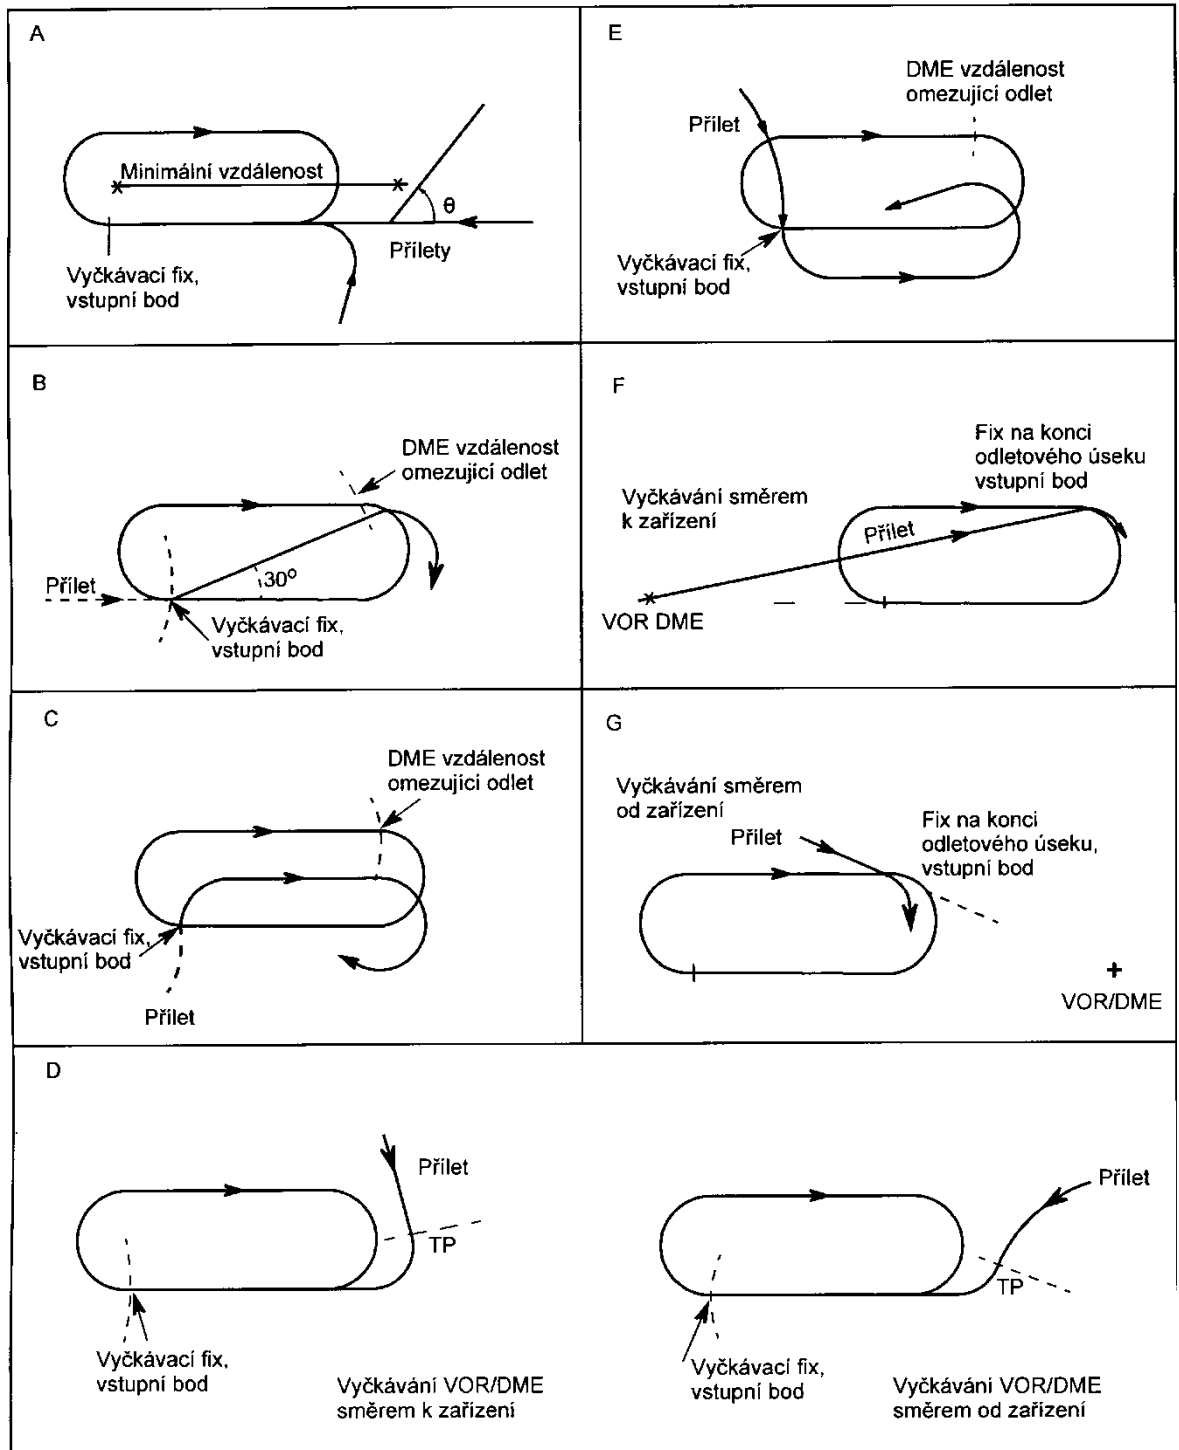 A
Minimální vzdálenost
θ
Přílety
Vyčkávací fix,
vstupní bod
E
DME vzdálenost
omezující odlet
Přílet
Vyčkávací fix,
vstupní bod
B
DME vzdálenost
omezující odlet
30°
Přílet
Vyčkávací fix,
vstupní bod
F
Fix na konci
odletového úseku
vstupní bod
Vyčkávání směrem
k zařízení
Přílet
VOR DME
C
DME vzdálenost
omezující odlet
Vyčkávací fix,
vstupní bod
Přílet
G
Vyčkávání směrem
od zařízení
Přílet
Fix na konci
odletového úseku,
vstupní bod
VOR/DME
D
Přílet
TP
Vyčkávací fix,
vstupní bod
Vyčkávání VOR/DME
směrem k zařízení
Přílet
TP
Vyčkávací fix,
vstupní bod
Vyčkávání VOR/DME
směrem od zařízení